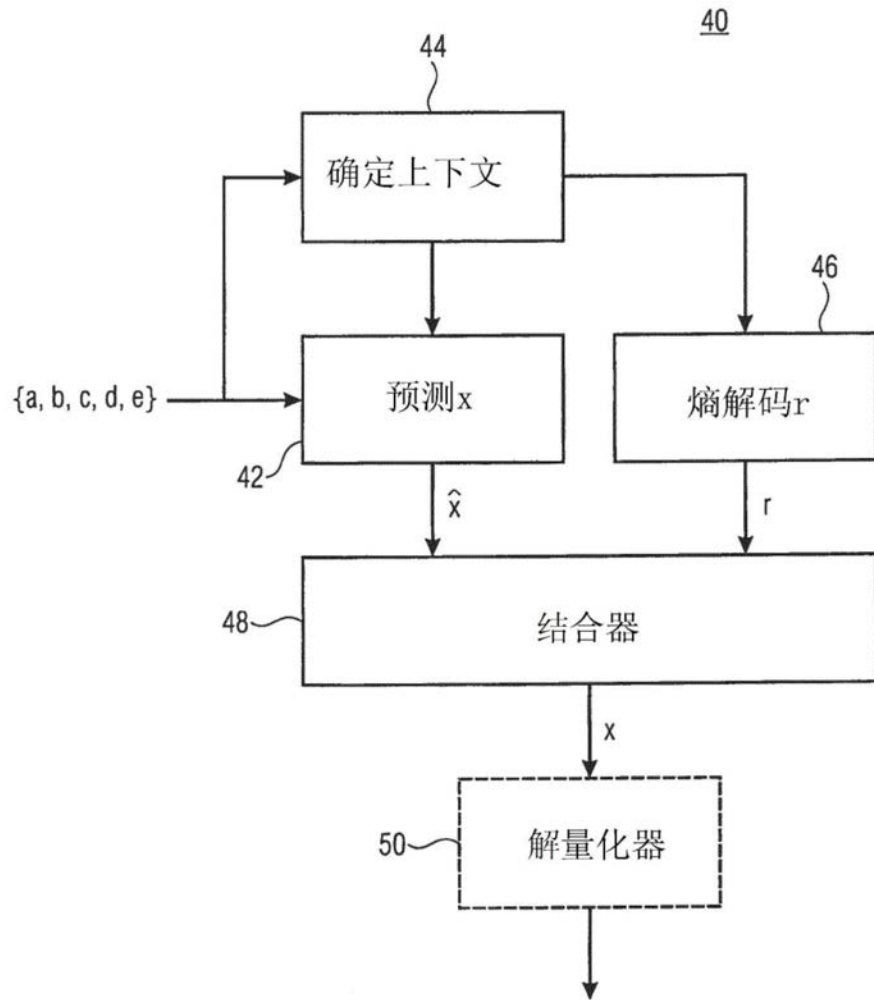 40
44
确定上下文
46
{a, b, c, d, e}
预测x
熵解码r
42
x̂
r
48
结合器
x
50
解量化器